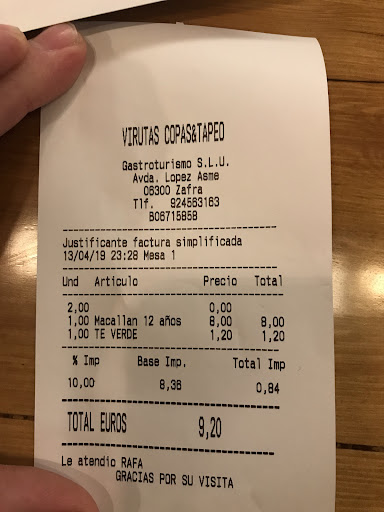 VIRUTAS COPAS&TAPEO
Gastroturismo S.L.U.
Avda. Lopez Asme
06300 Zafra
Tlf. 924563163
B06715858
Justificante factura simplificada
13/04/19 23:28 Mesa 1
Und Articulo Precio Total
2,00 0,00
1,00 Macallan 12 años 8,00 8,00
1,00 TE VERDE 1,20 1,20
% Imp Base Imp. Total Imp
10,00 8,36 0,84
TOTAL EUROS 9,20
Le atendio RAFA
GRACIAS POR SU VISITA